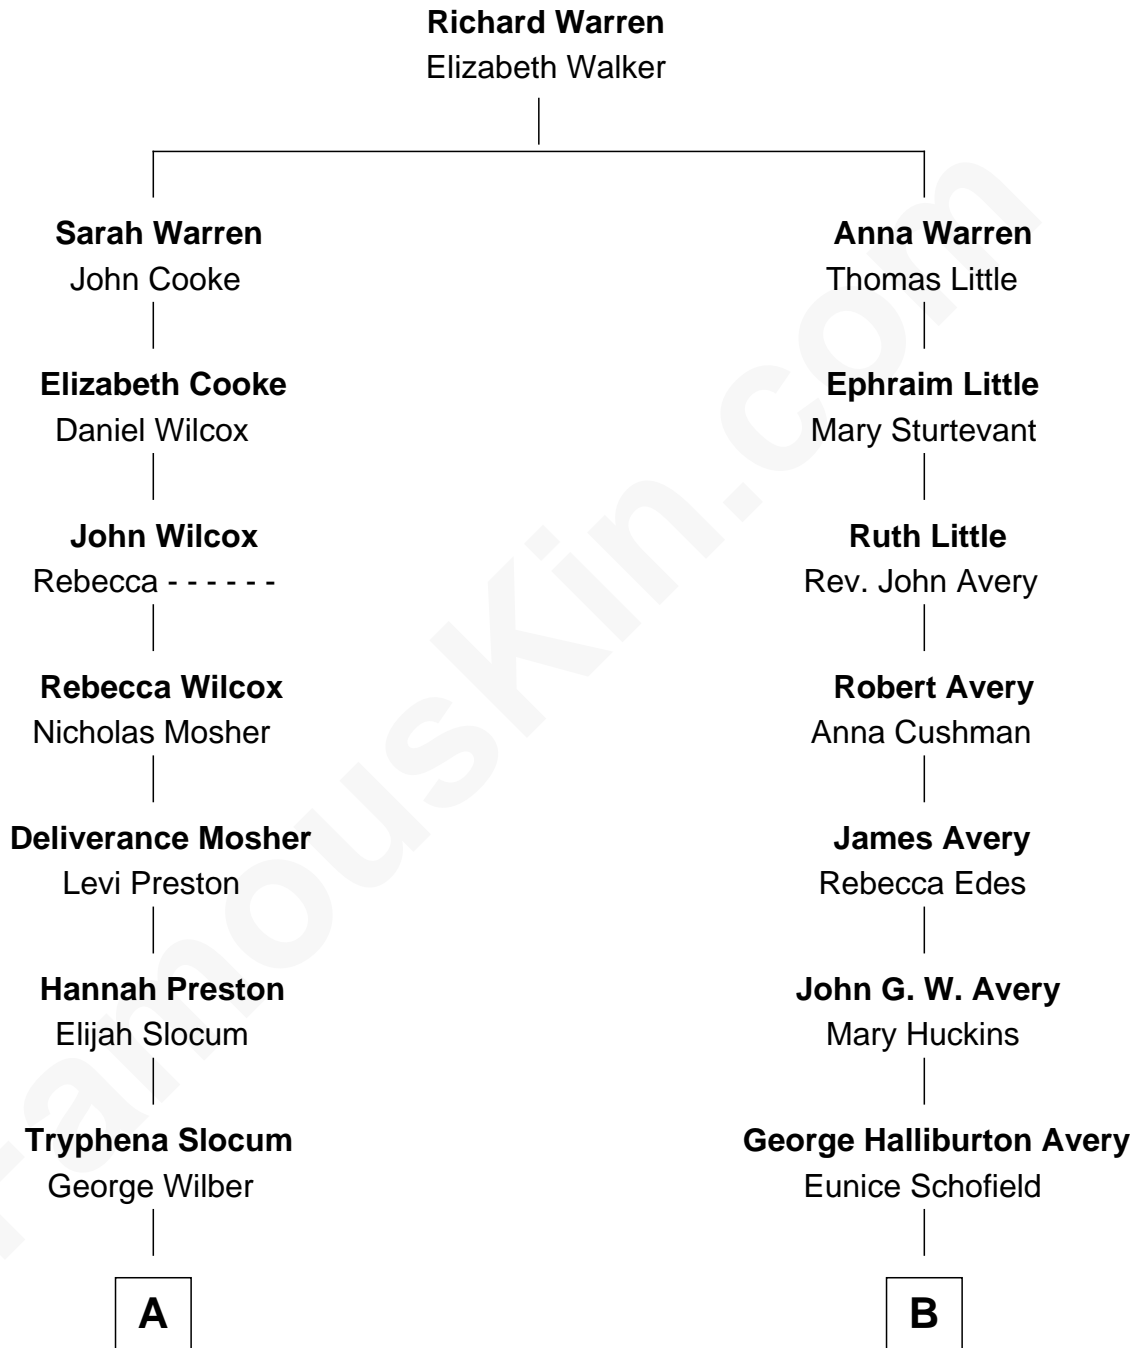 Richard Warren
Elizabeth Walker
Sarah Warren
John Cooke
Anna Warren
Thomas Little
Elizabeth Cooke
Daniel Wilcox
Ephraim Little
Mary Sturtevant
John Wilcox
Rebecca - - - - - -
Ruth Little
Rev. John Avery
Rebecca Wilcox
Nicholas Mosher
Robert Avery
Anna Cushman
Deliverance Mosher
Levi Preston
James Avery
Rebecca Edes
Hannah Preston
Elijah Slocum
John G. W. Avery
Mary Huckins
Tryphena Slocum
George Wilber
George Halliburton Avery
Eunice Schofield
A
B
FamousKin.com